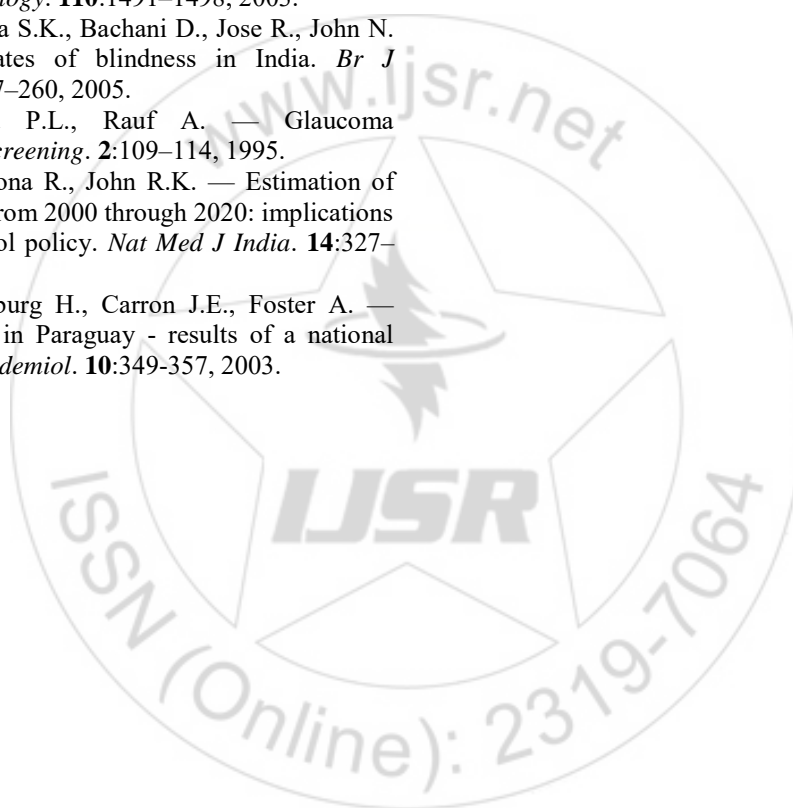 110:1491–1498, 2003.
a S.K., Bachani D., Jose R., John N.
ates of blindness in India. Br J
7–260, 2005.
P.L., Rauf A. — Glaucoma
creening. 2:109–114, 1995.
ona R., John R.K. — Estimation of
rom 2000 through 2020: implications
ol policy. Nat Med J India. 14:327–
burg H., Carron J.E., Foster A. —
in Paraguay - results of a national
demiol. 10:349-357, 2003.
www.ijsr.net
IJSR
ISSN (Online): 2319-7064